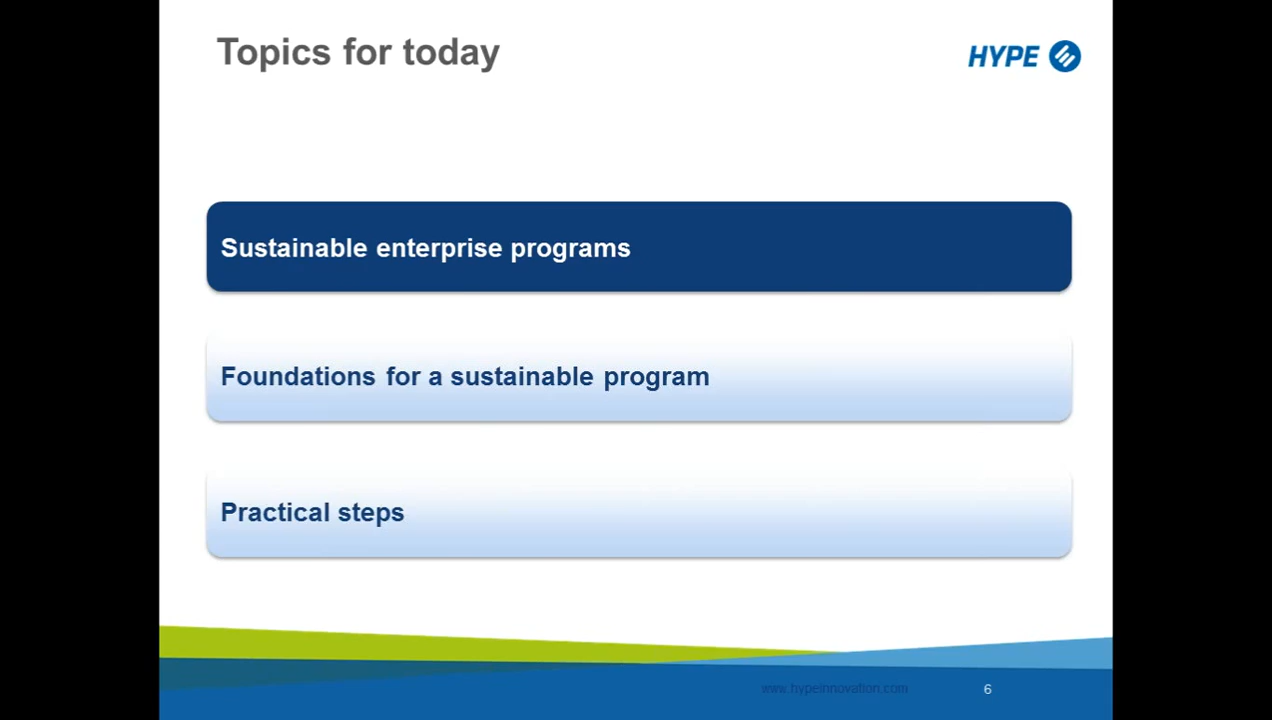 Topics for today
HYPE
Sustainable enterprise programs
Foundations for a sustainable program
Practical steps
www.hypeinnovation.com
6